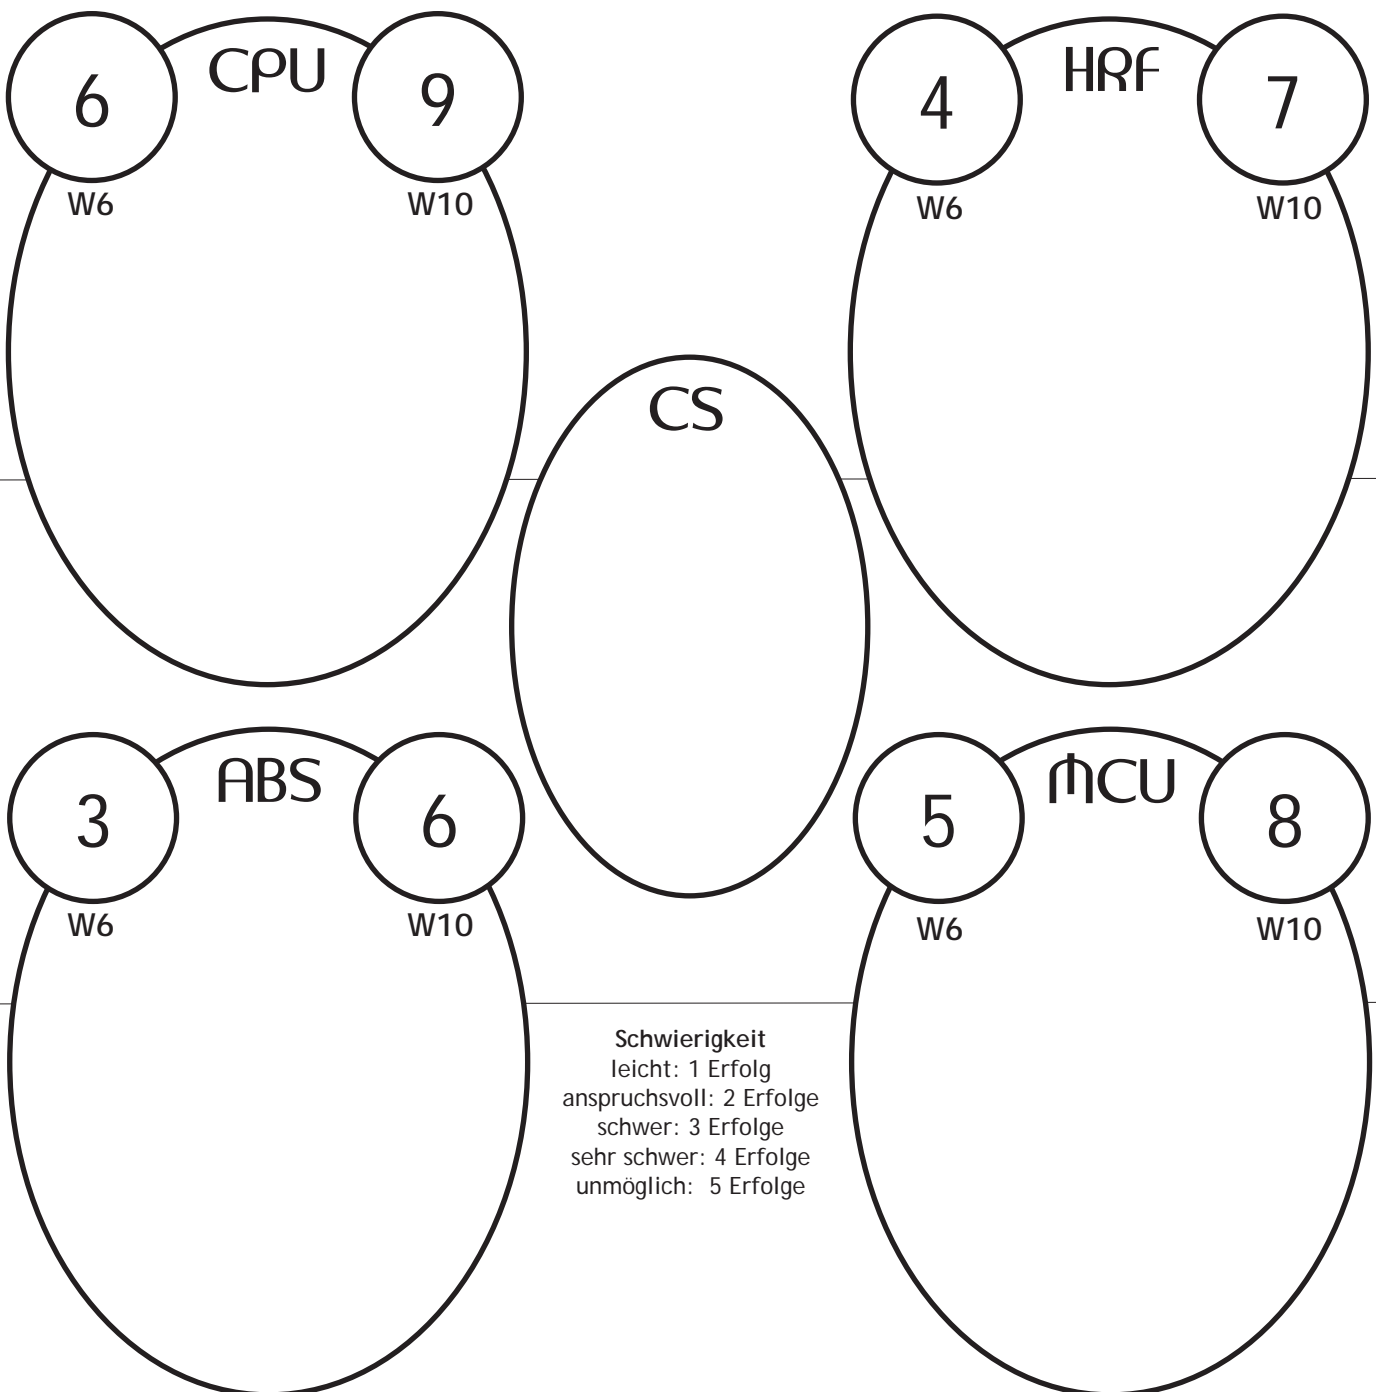 6 CPU 9
W6 W10
4 HRF 7
W6 W10
CS
3 ABS 6
W6 W10
5 MCU 8
W6 W10
Schwierigkeit
leicht: 1 Erfolg
anspruchsvoll: 2 Erfolge
schwer: 3 Erfolge
sehr schwer: 4 Erfolge
unmöglich: 5 Erfolge